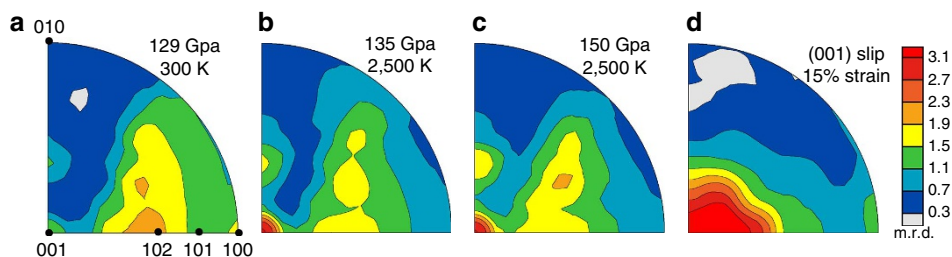 a
010
129 Gpa
300 K
001
102
101
100
b
135 Gpa
2,500 K
c
150 Gpa
2,500 K
d
(001) slip
15% strain
3.1
2.7
2.3
1.9
1.5
1.1
0.7
0.3
m.r.d.